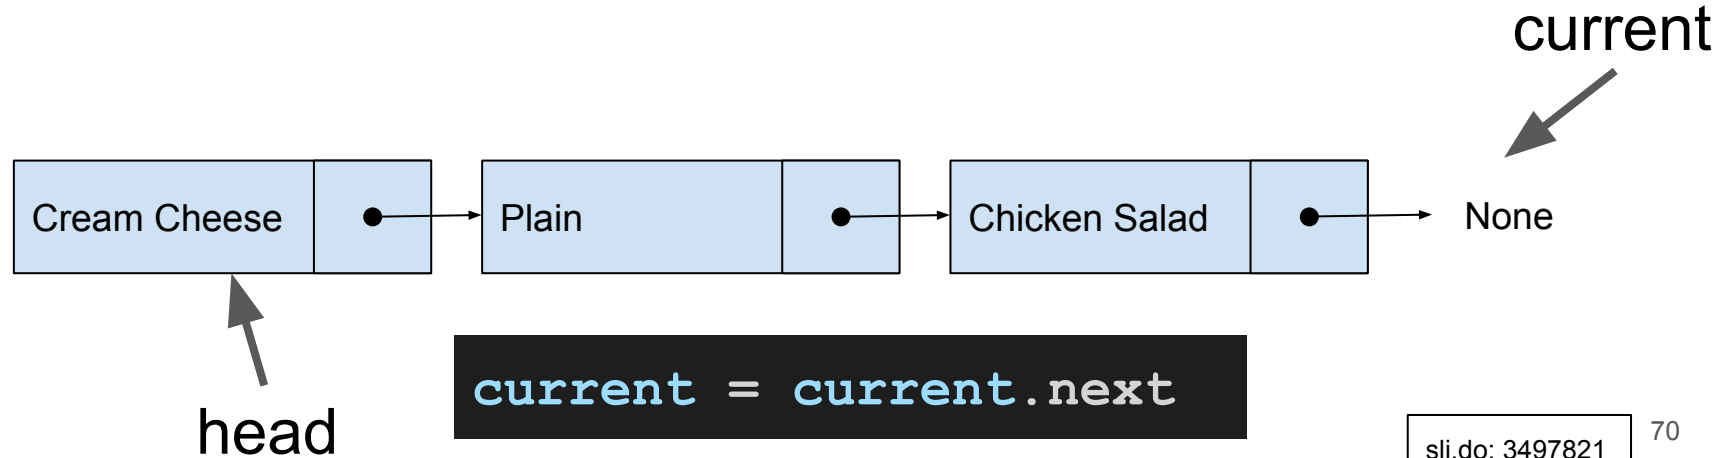 current
Cream Cheese
Plain
Chicken Salad
None
current = current.next
head
sli.do: 3497821
70